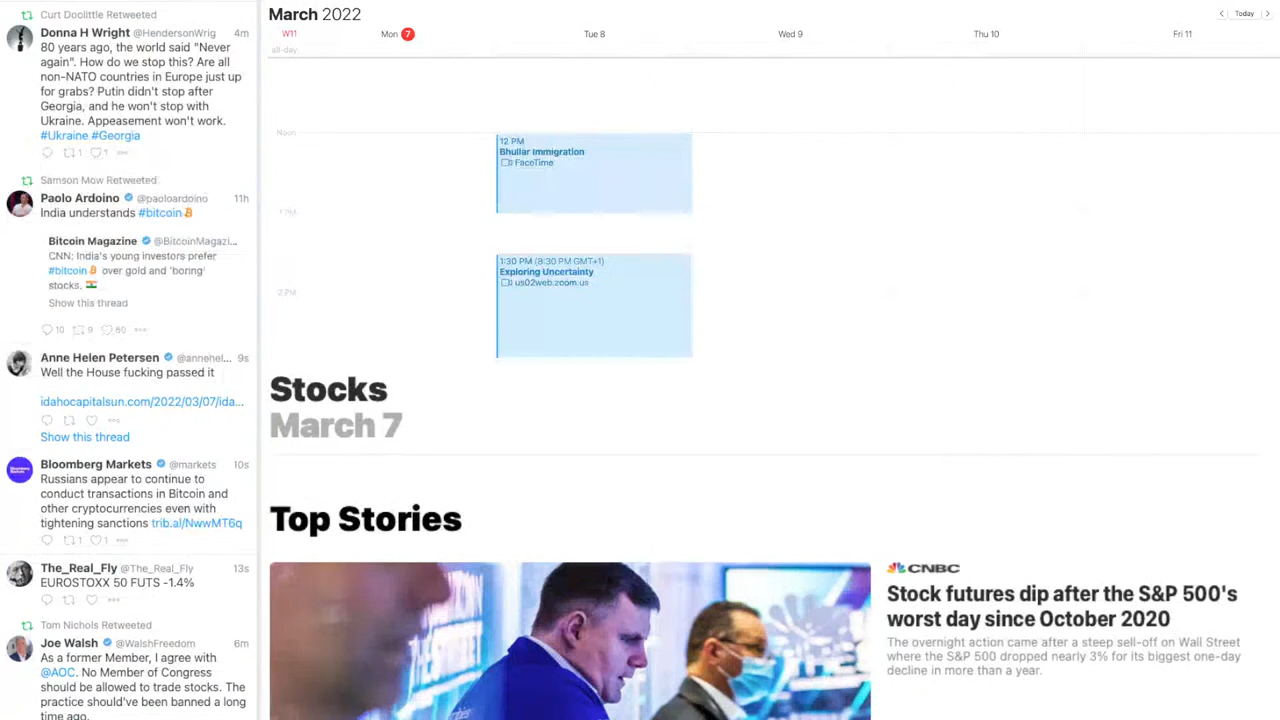 Curt Doolittle Retweeted
Donna H Wright @HendersonWrig 4m
80 years ago, the world said "Never
again". How do we stop this? Are all
non-NATO countries in Europe just up
for grabs? Putin didn't stop after
Georgia, and he won't stop with
Ukraine. Appeasement won't work.
#Ukraine #Georgia
1 1
Samson Mow Retweeted
Paolo Ardoino @paoloardoino 11h
India understands #bitcoin
Bitcoin Magazine @BitcoinMagazi...
CNN: India's young investors prefer
#bitcoin over gold and 'boring'
stocks.
Show this thread
10 9 60
Anne Helen Petersen @annehel... 9s
Well the House fucking passed it
idahocapitalsun.com/2022/03/07/ida...
Show this thread
Bloomberg Markets @markets 10s
Russians appear to continue to
conduct transactions in Bitcoin and
other cryptocurrencies even with
tightening sanctions trib.al/NwwMT6q
1 1
The_Real_Fly @The_Real_Fly 13s
EUROSTOXX 50 FUTS -1.4%
Tom Nichols Retweeted
Joe Walsh @WalshFreedom 6m
As a former Member, I agree with
@AOC. No Member of Congress
should be allowed to trade stocks. The
practice should've been banned a long
time ago.
March 2022
Today
W11 Mon 7 Tue 8 Wed 9 Thu 10 Fri 11
all-day
Noon
12 PM
Bhullar Immigration
FaceTime
1 PM
1:30 PM (8:30 PM GMT+1)
Exploring Uncertainty
us02web.zoom.us
2 PM
Stocks
March 7
Top Stories
CNBC
Stock futures dip after the S&P 500's
worst day since October 2020
The overnight action came after a steep sell-off on Wall Street
where the S&P 500 dropped nearly 3% for its biggest one-day
decline in more than a year.